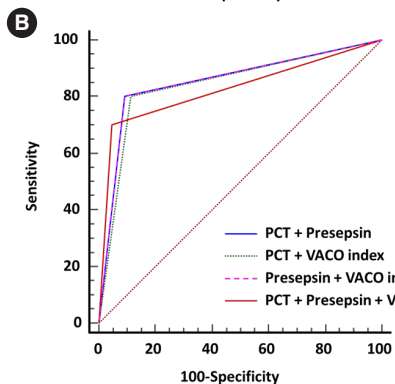 B
100
80
60
40
20
0
Sensitivity
PCT + Presepsin
PCT + VACO index
Presepsin + VACO
PCT + Presepsin +
0 20 40 60 80 100
100-Specificity